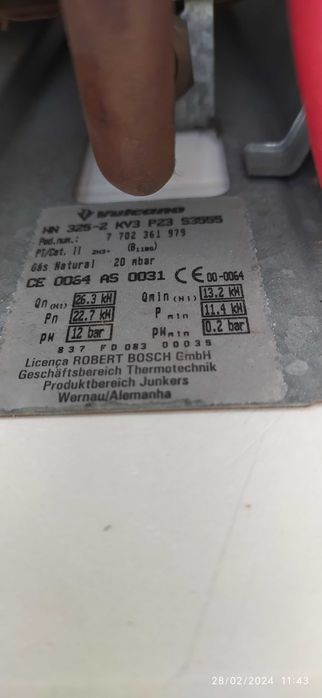 Vulcano
WN 325-2 KV3 P23 S3555
Ped.num.: 7 702 361 979
PT/Cat. II 2H3+ (B11BS)
Gás Natural 20 mbar
CE 0064 AS 0031 CE 00-0064
Qn (Hi) 26.3 kW Qmin (Hi) 13.2 kW
Pn 22.7 kW P min 11.4 kW
pw 12 bar pw min 0.2 bar
837 FD 083 00035
Licença ROBERT BOSCH GmbH
Geschäftsbereich Thermotechnik
Produktbereich Junkers
Wernau/Alemanha
28/02/2024 11:43